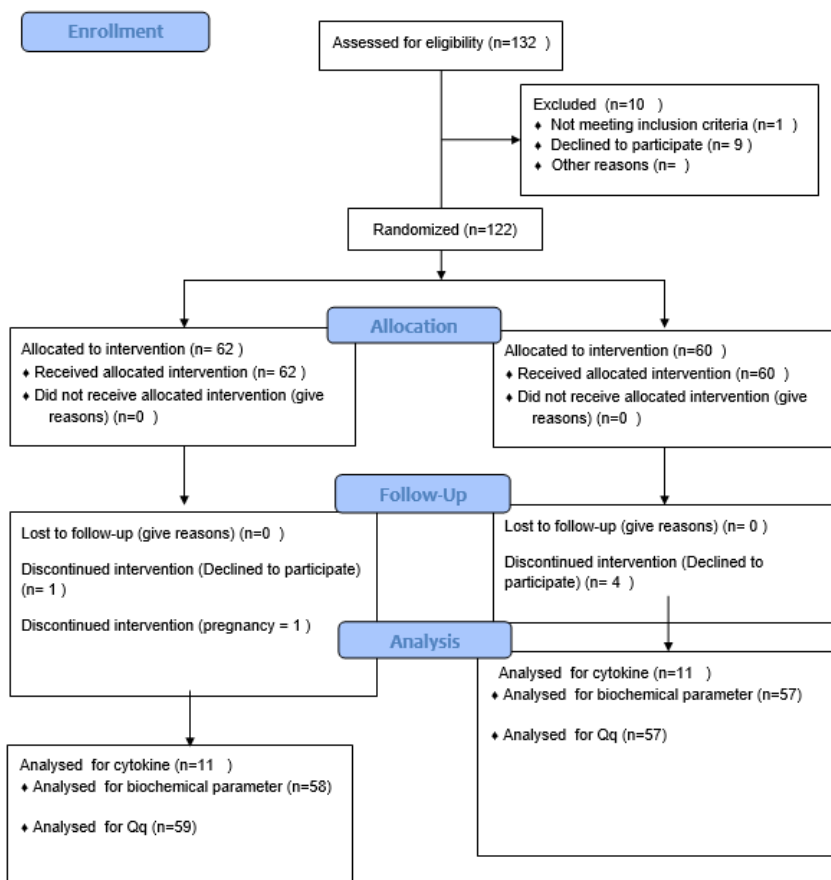 Enrollment
Assessed for eligibility (n=132 )
Excluded (n=10 )
♦ Not meeting inclusion criteria (n=1 )
♦ Declined to participate (n= 9 )
♦ Other reasons (n= )
Randomized (n=122)
Allocation
Allocated to intervention (n= 62 )
♦ Received allocated intervention (n= 62 )
♦ Did not receive allocated intervention (give
reasons) (n=0 )
Allocated to intervention (n=60 )
♦ Received allocated intervention (n=60 )
♦ Did not receive allocated intervention (give
reasons) (n=0 )
Follow-Up
Lost to follow-up (give reasons) (n=0 )
Discontinued intervention (Declined to participate)
(n= 1 )
Discontinued intervention (pregnancy = 1 )
Lost to follow-up (give reasons) (n= 0 )
Discontinued intervention (Declined to
participate) (n= 4 )
Analysis
Analysed for cytokine (n=11 )
♦ Analysed for biochemical parameter (n=58)
♦ Analysed for Qq (n=59)
Analysed for cytokine (n=11 )
♦ Analysed for biochemical parameter (n=57)
♦ Analysed for Qq (n=57)